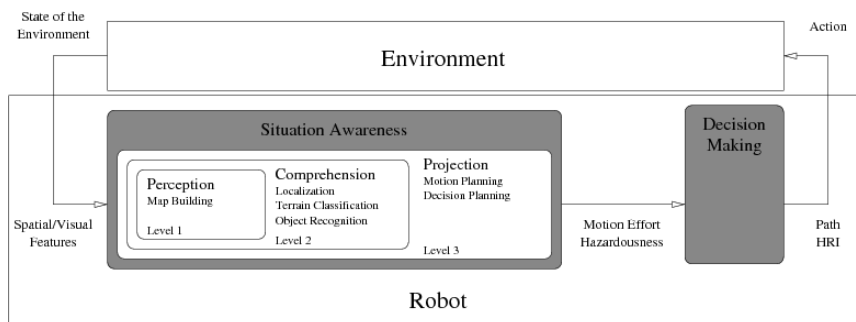 State of the
Environment
Environment
Action
Situation Awareness
Perception
Map Building
Level 1
Comprehension
Localization
Terrain Classification
Object Recognition
Level 2
Projection
Motion Planning
Decision Planning
Level 3
Decision
Making
Spatial/Visual
Features
Motion Effort
Hazardousness
Path
HRI
Robot